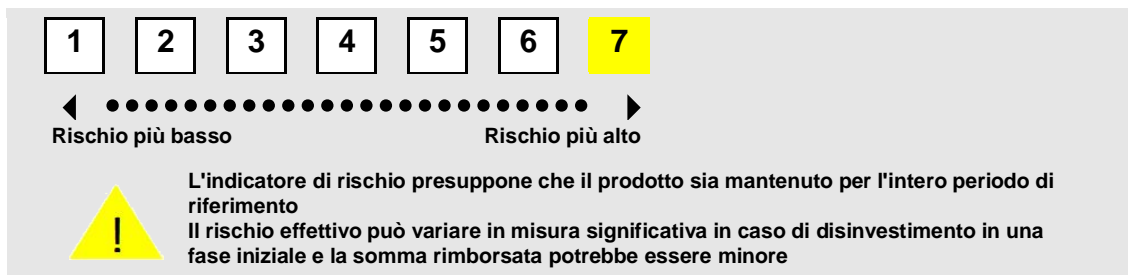 1 2 3 4 5 6 7
Rischio più basso Rischio più alto
!
L'indicatore di rischio presuppone che il prodotto sia mantenuto per l'intero periodo di
riferimento
Il rischio effettivo può variare in misura significativa in caso di disinvestimento in una
fase iniziale e la somma rimborsata potrebbe essere minore